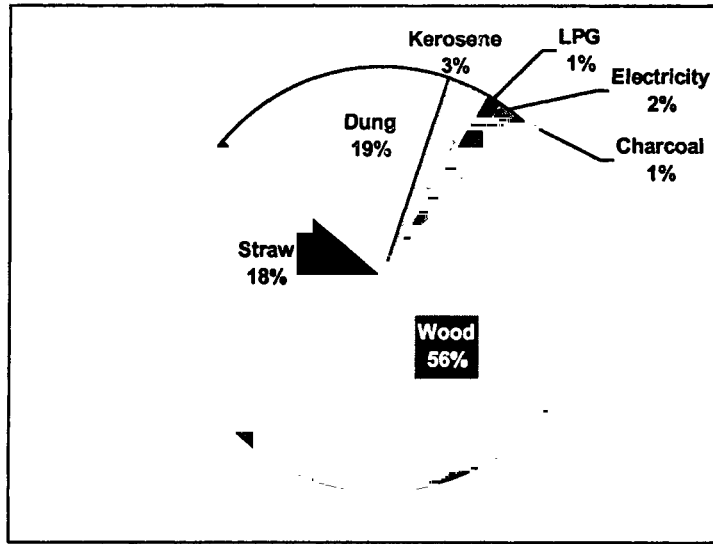 Kerosene
3%
LPG
1%
Electricity
2%
Charcoal
1%
Dung
19%
Straw
18%
Wood
56%